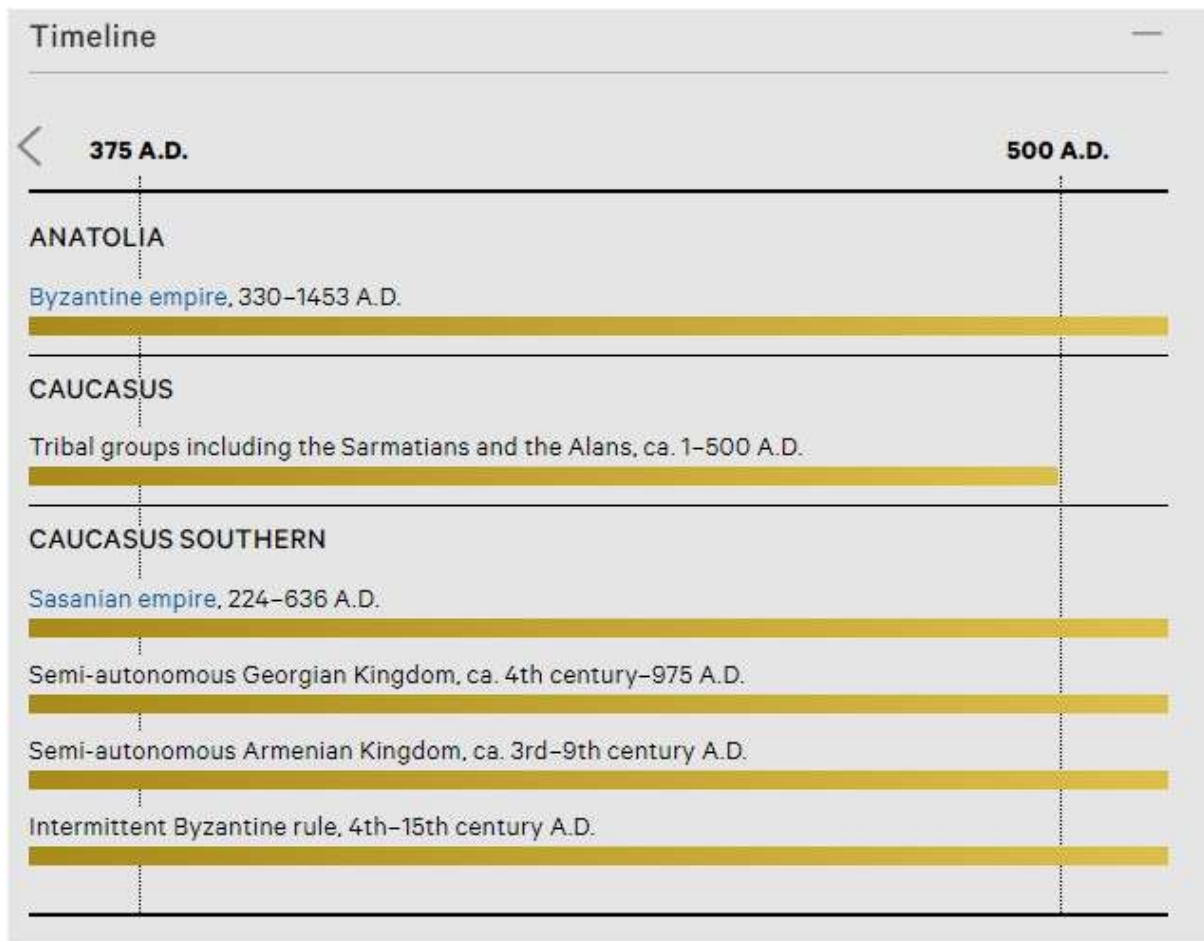 Timeline
375 A.D. 500 A.D.
ANATOLIA
Byzantine empire, 330–1453 A.D.
CAUCASUS
Tribal groups including the Sarmatians and the Alans, ca. 1–500 A.D.
CAUCASUS SOUTHERN
Sasanian empire, 224–636 A.D.
Semi-autonomous Georgian Kingdom, ca. 4th century–975 A.D.
Semi-autonomous Armenian Kingdom, ca. 3rd–9th century A.D.
Intermittent Byzantine rule, 4th–15th century A.D.